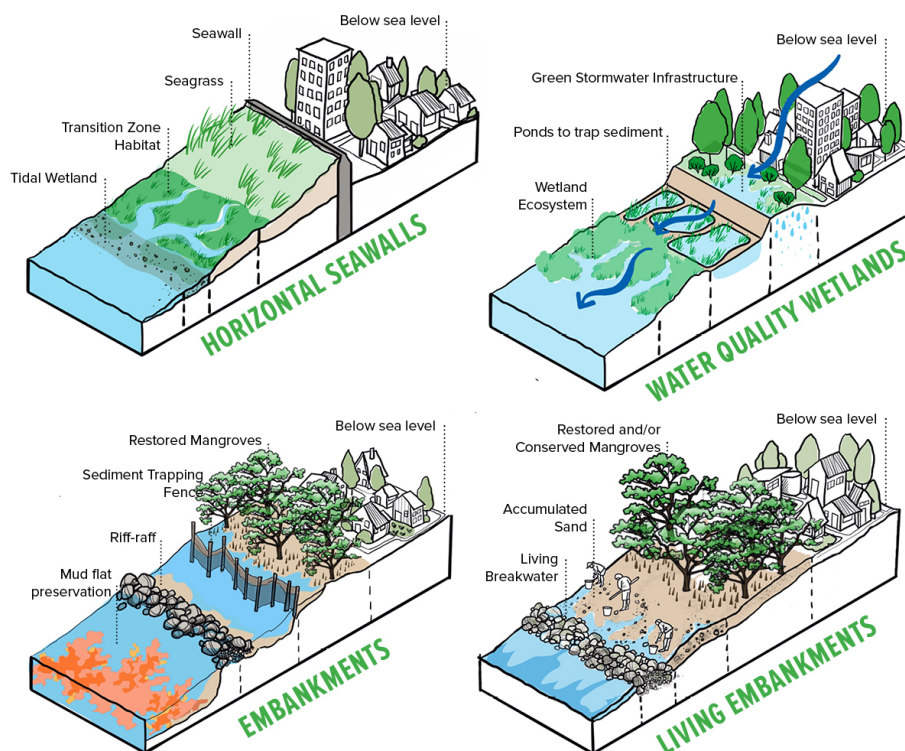 Seawall
Below sea level
Seagrass
Transition Zone
Habitat
Tidal Wetland
HORIZONTAL SEAWALLS
Below sea level
Green Stormwater Infrastructure
Ponds to trap sediment
Wetland
Ecosystem
WATER QUALITY WETLANDS
Below sea level
Restored Mangroves
Sediment Trapping
Fence
Riff-raff
Mud flat
preservation
EMBANKMENTS
Below sea level
Restored and/or
Conserved Mangroves
Accumulated
Sand
Living
Breakwater
LIVING EMBANKMENTS